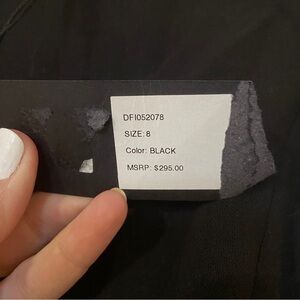 DFI052078
SIZE: 8
Color: BLACK
MSRP: $295.00